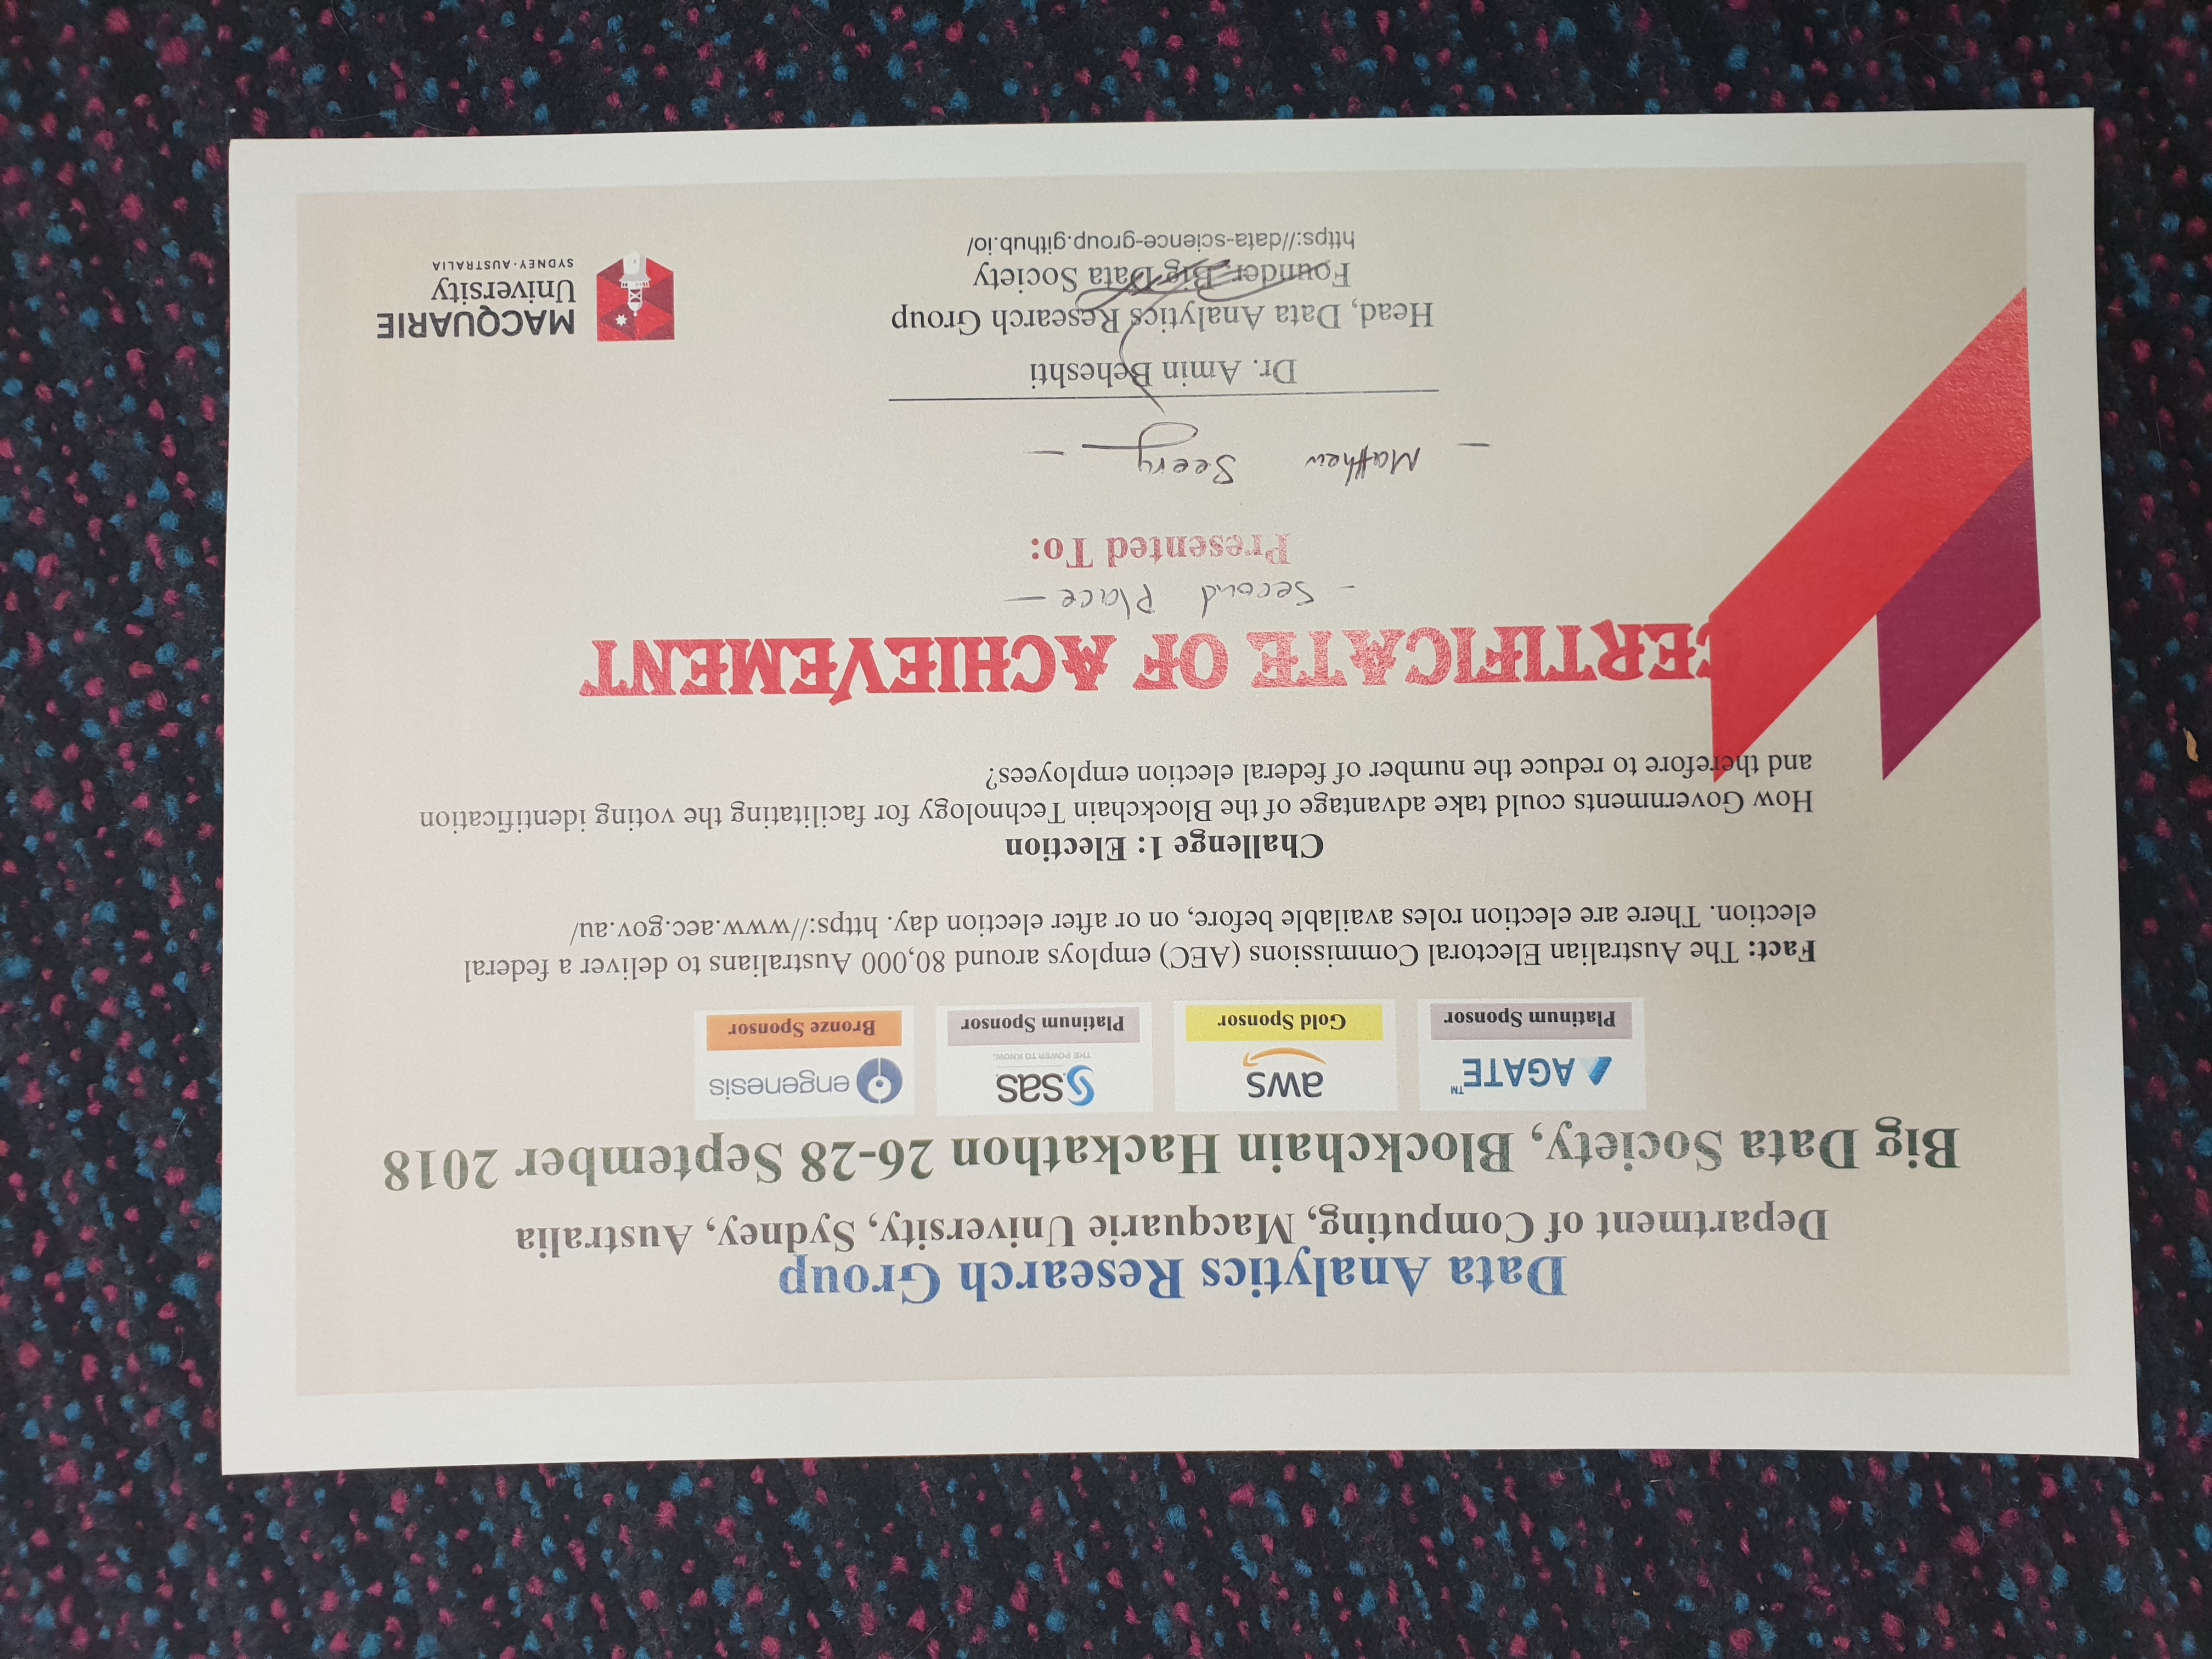 Data Analytics Research Group
Department of Computing, Macquarie University, Sydney, Australia
Big Data Society, Blockchain Hackathon 26-28 September 2018
AGATE™
Platinum Sponsor
aws
Gold Sponsor
sas
THE POWER TO KNOW.
Platinum Sponsor
engenesis
Bronze Sponsor
Fact: The Australian Electoral Commissions (AEC) employs around 80,000 Australians to deliver a federal
election. There are election roles available before, on or after election day. https://www.aec.gov.au/
Challenge 1: Election
How Governments could take advantage of the Blockchain Technology for facilitating the voting identification
and therefore to reduce the number of federal election employees?
CERTIFICATE OF ACHIEVEMENT
- Second Place -
Presented To:
- Matthew Seery -
Dr. Amin Beheshti
Head, Data Analytics Research Group
Founder, Big Data Society
https://data-science-group.github.io/
MACQUARIE
University
SYDNEY·AUSTRALIA